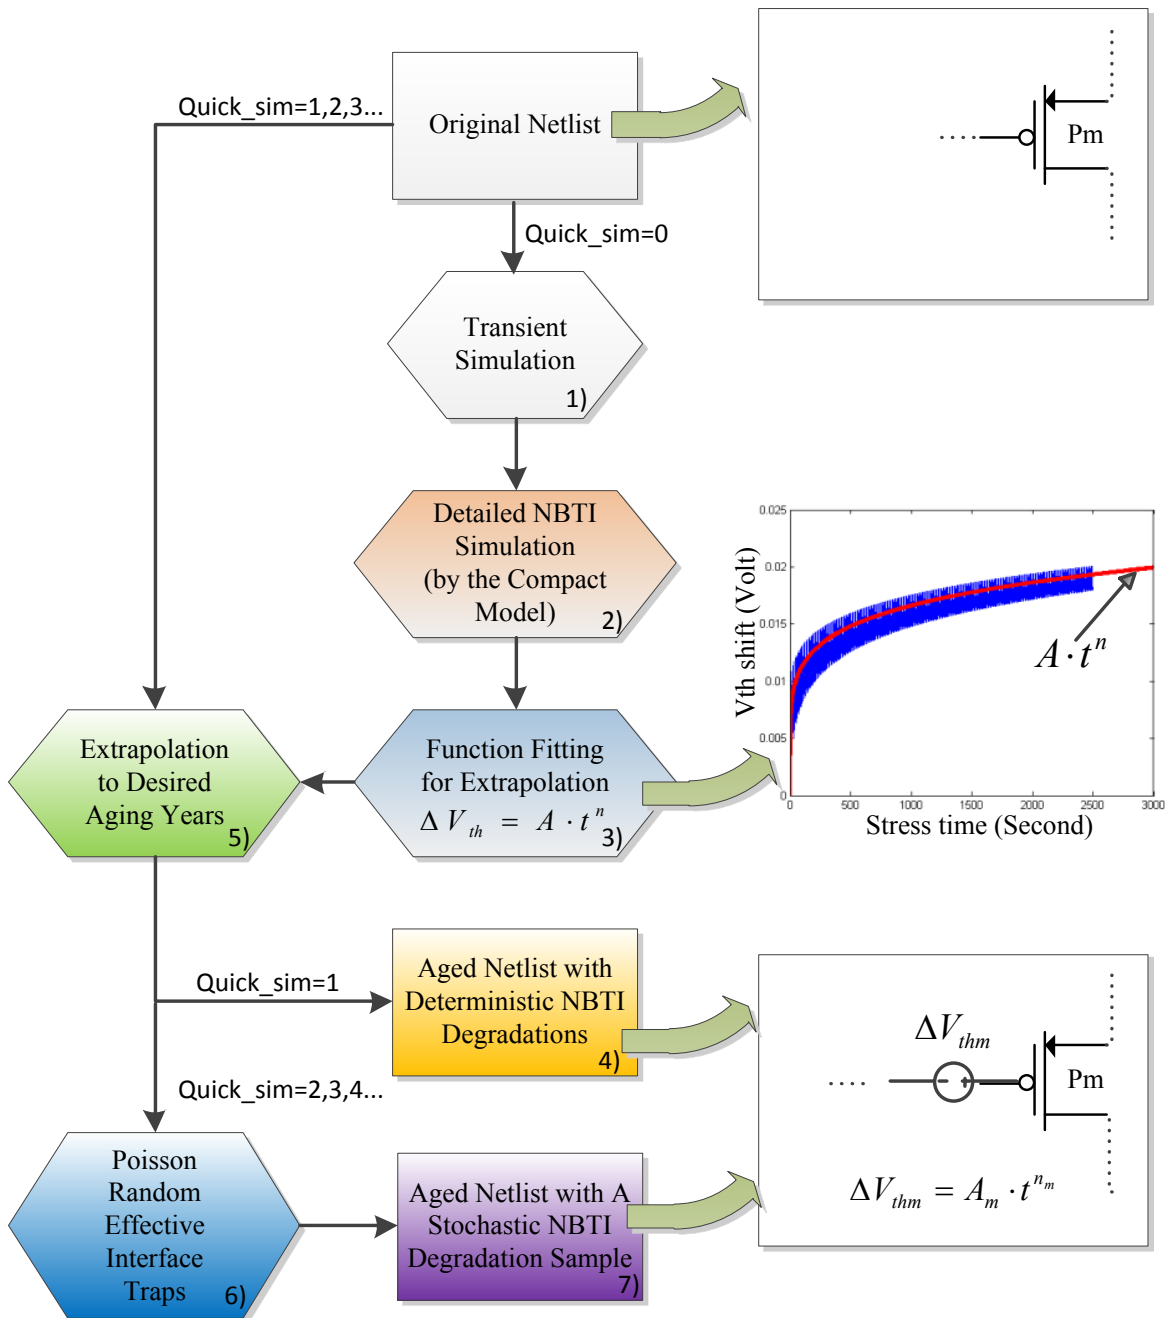 Quick_sim=1,2,3...
Original Netlist
Pm
Quick_sim=0
Transient
Simulation
1)
Detailed NBTI
Simulation
(by the Compact
Model)
2)
Vth shift (Volt)
0.025
0.02
0.015
0.01
0.005
0
0
500
1000
1500
2000
2500
3000
A · t^n
Stress time (Second)
Extrapolation
to Desired
Aging Years
5)
Function Fitting
for Extrapolation
Δ V_th = A · t^n
3)
Quick_sim=1
Aged Netlist with
Deterministic NBTI
Degradations
4)
Quick_sim=2,3,4...
ΔV_thm
Pm
ΔV_thm = A_m · t^n_m
Poisson
Random
Effective
Interface
Traps
6)
Aged Netlist with A
Stochastic NBTI
Degradation Sample
7)